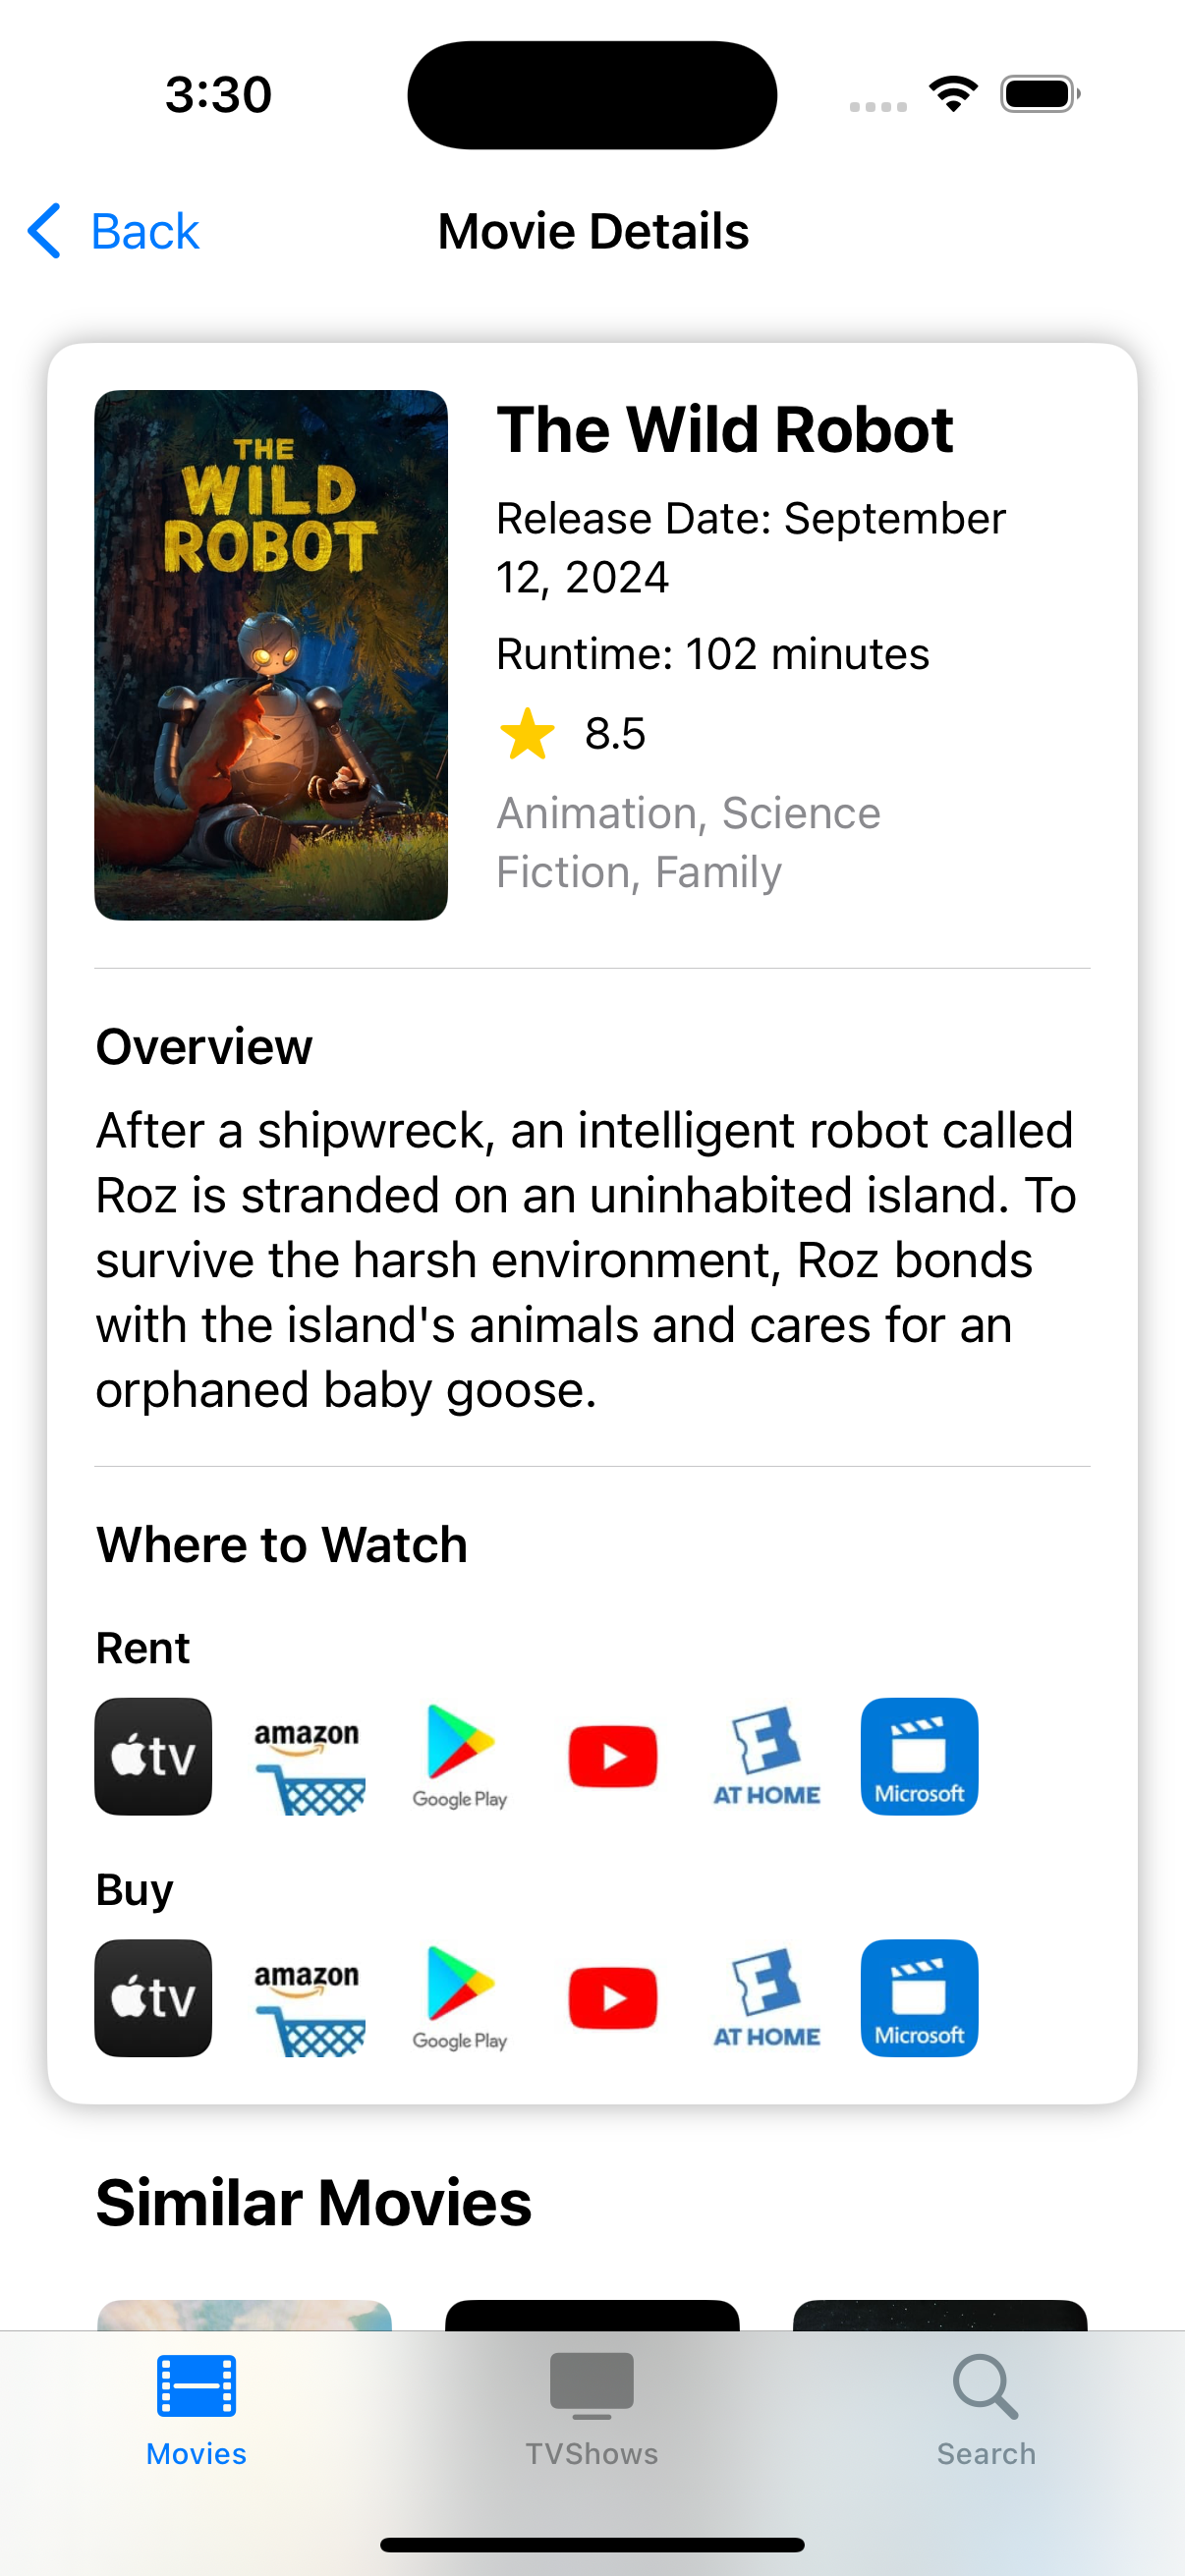 3:30
Back
Movie Details
THE
WILD
ROBOT
The Wild Robot
Release Date: September
12, 2024
Runtime: 102 minutes
8.5
Animation, Science
Fiction, Family
Overview
After a shipwreck, an intelligent robot called
Roz is stranded on an uninhabited island. To
survive the harsh environment, Roz bonds
with the island's animals and cares for an
orphaned baby goose.
Where to Watch
Rent
tv
amazon
Google Play
F
AT HOME
Microsoft
Buy
tv
amazon
Google Play
F
AT HOME
Microsoft
Similar Movies
Movies
TVShows
Search